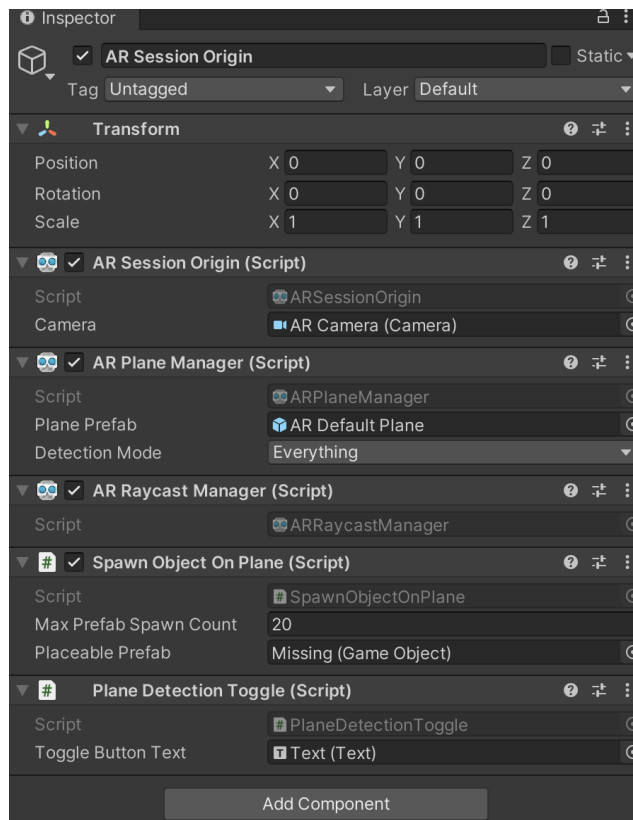 Inspector
AR Session Origin Static
Tag Untagged Layer Default
Transform
Position X 0 Y 0 Z 0
Rotation X 0 Y 0 Z 0
Scale X 1 Y 1 Z 1
AR Session Origin (Script)
Script ARSessionOrigin
Camera AR Camera (Camera)
AR Plane Manager (Script)
Script ARPlaneManager
Plane Prefab AR Default Plane
Detection Mode Everything
AR Raycast Manager (Script)
Script ARRaycastManager
# Spawn Object On Plane (Script)
Script # SpawnObjectOnPlane
Max Prefab Spawn Count 20
Placeable Prefab Missing (Game Object)
# Plane Detection Toggle (Script)
Script # PlaneDetectionToggle
Toggle Button Text T Text (Text)
Add Component